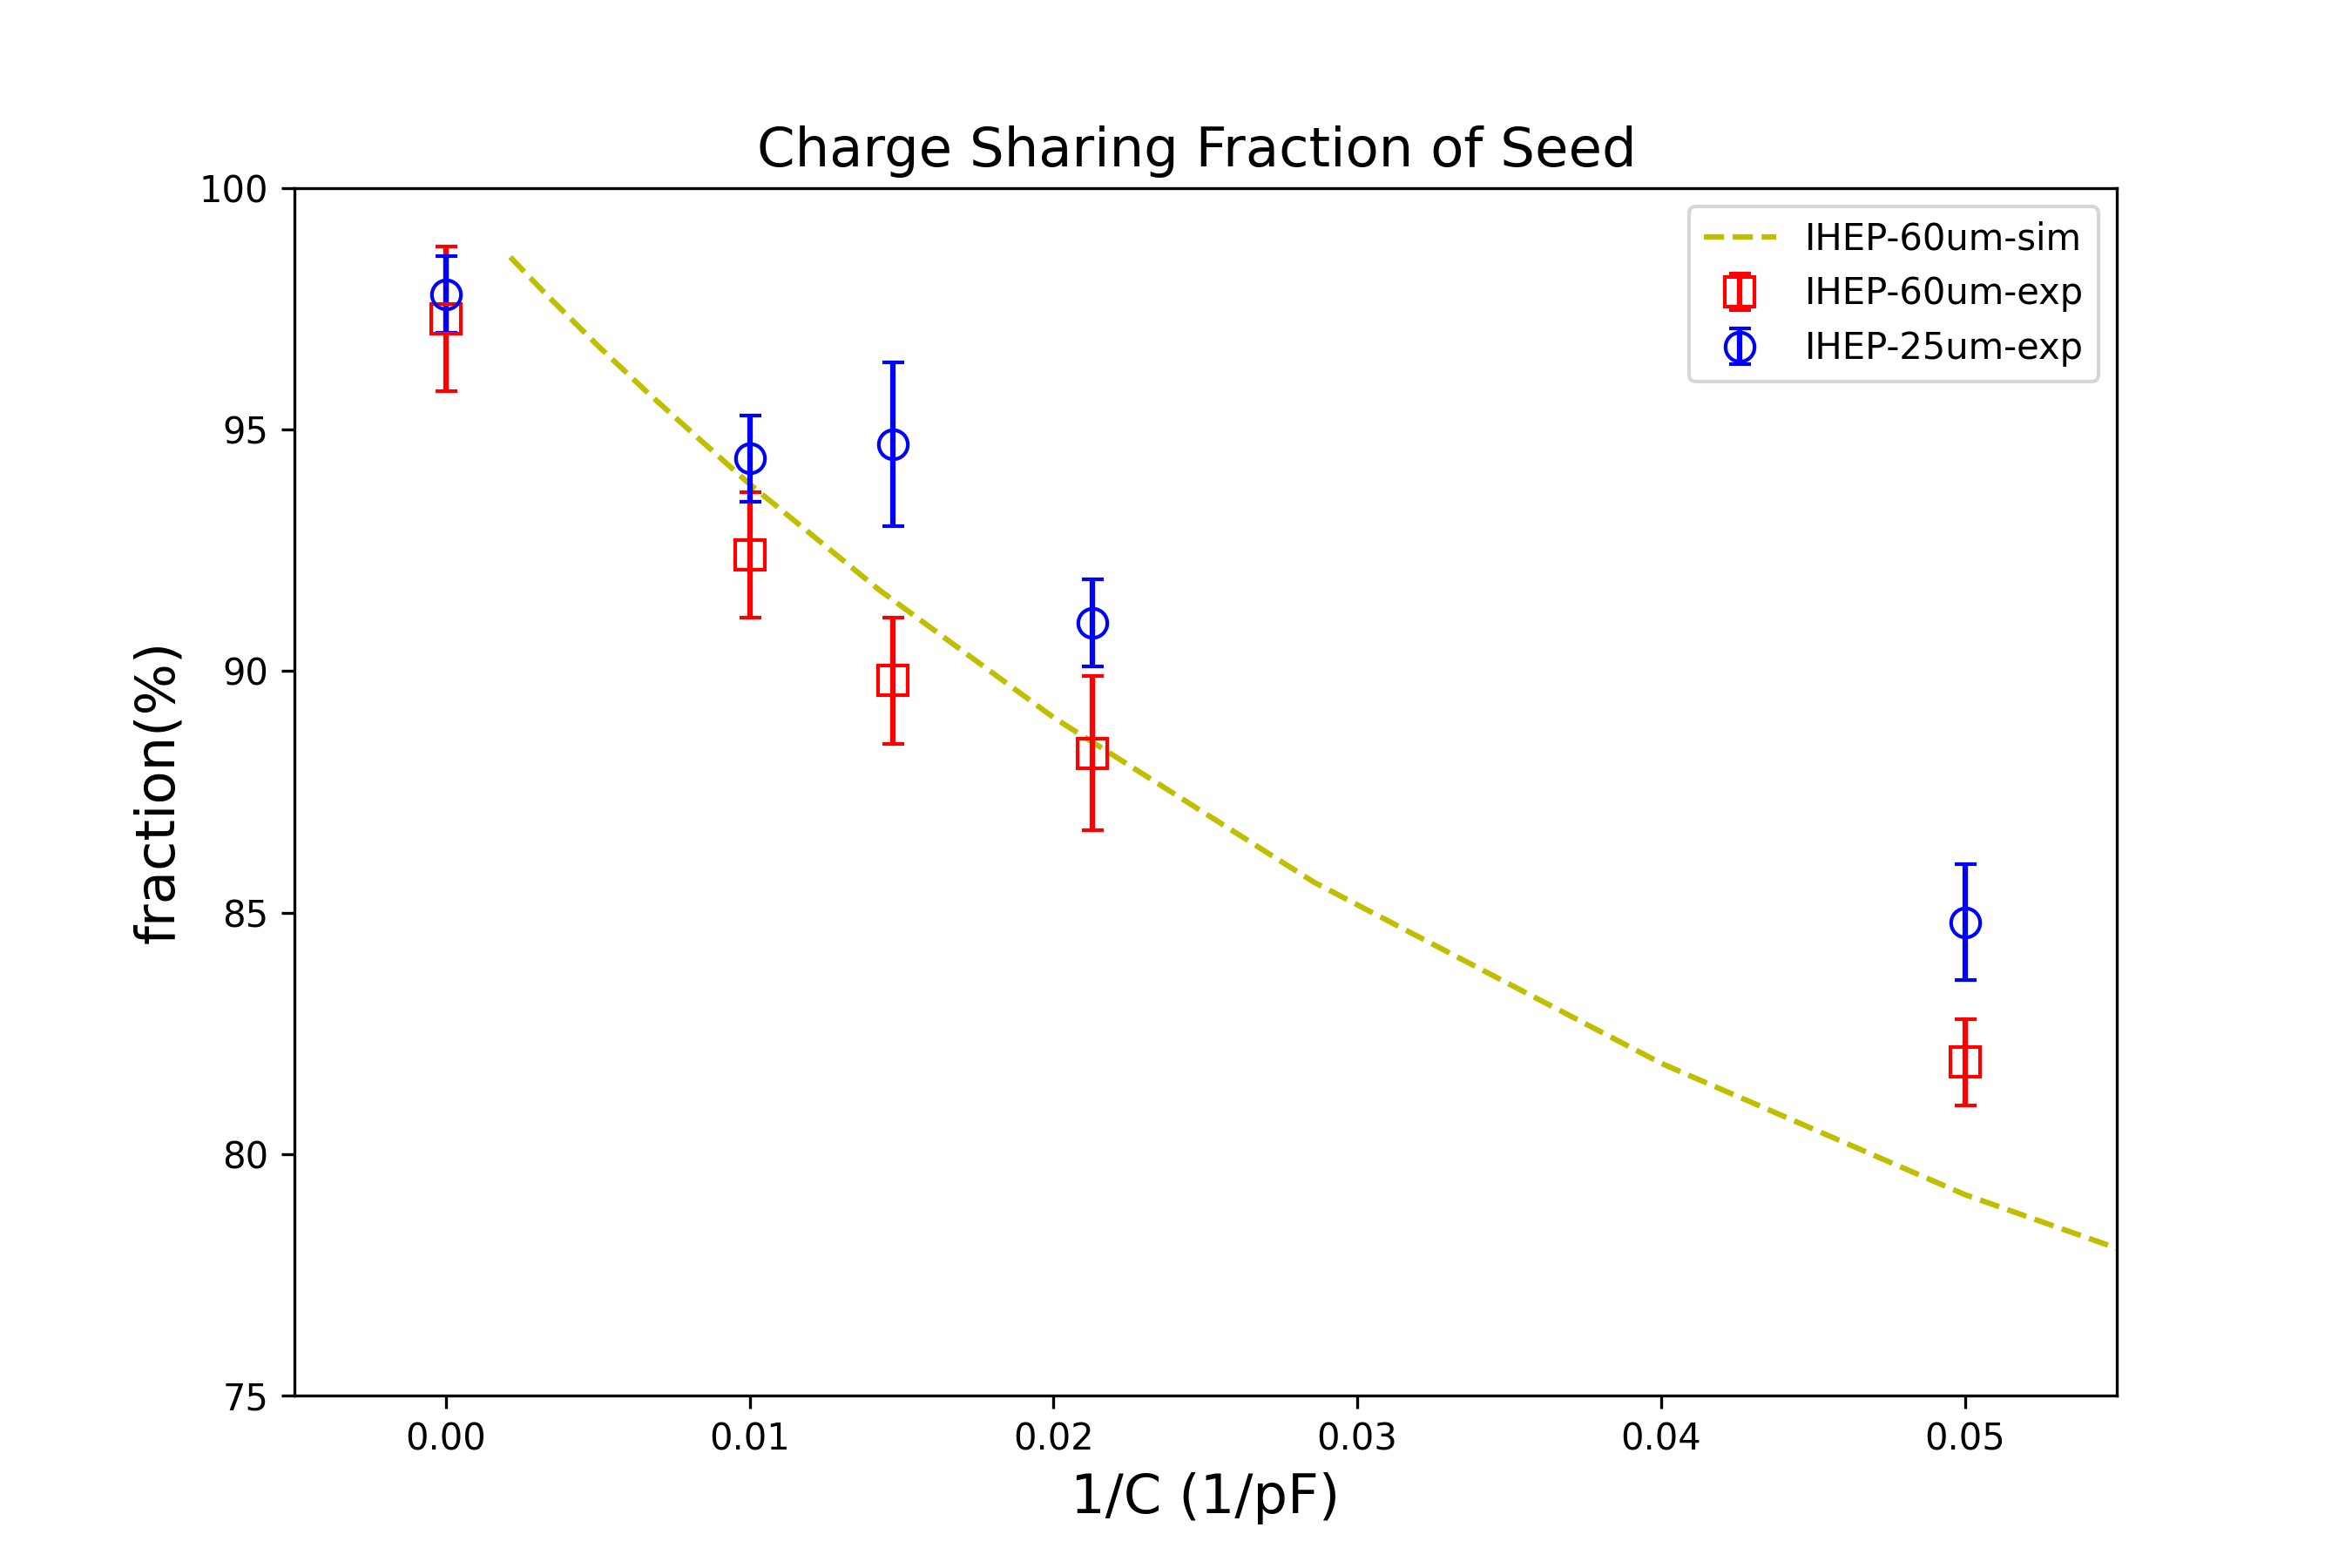 Charge Sharing Fraction of Seed
100
95
90
85
80
75
fraction(%)
IHEP-60um-sim
IHEP-60um-exp
IHEP-25um-exp
0.00 0.01 0.02 0.03 0.04 0.05
1/C (1/pF)